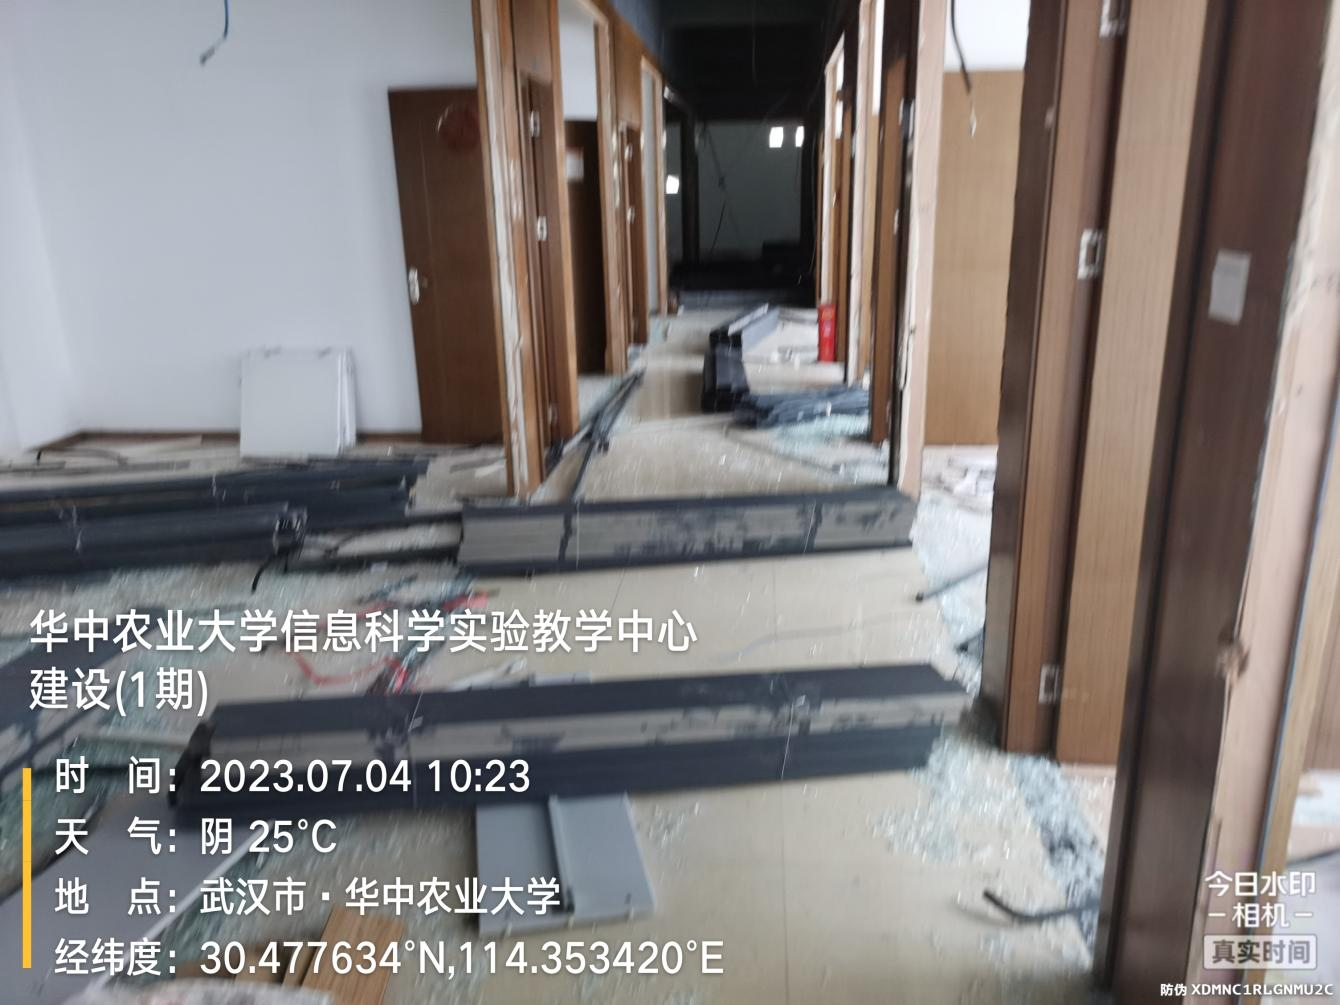 华中农业大学信息科学实验教学中心
建设(1期)
时 间：2023.07.04 10:23
天 气：阴 25°C
地 点：武汉市·华中农业大学
经纬度：30.477634°N,114.353420°E
今日水印
-相机-
真实时间
防伪 XDMNC1RLGNMU2C